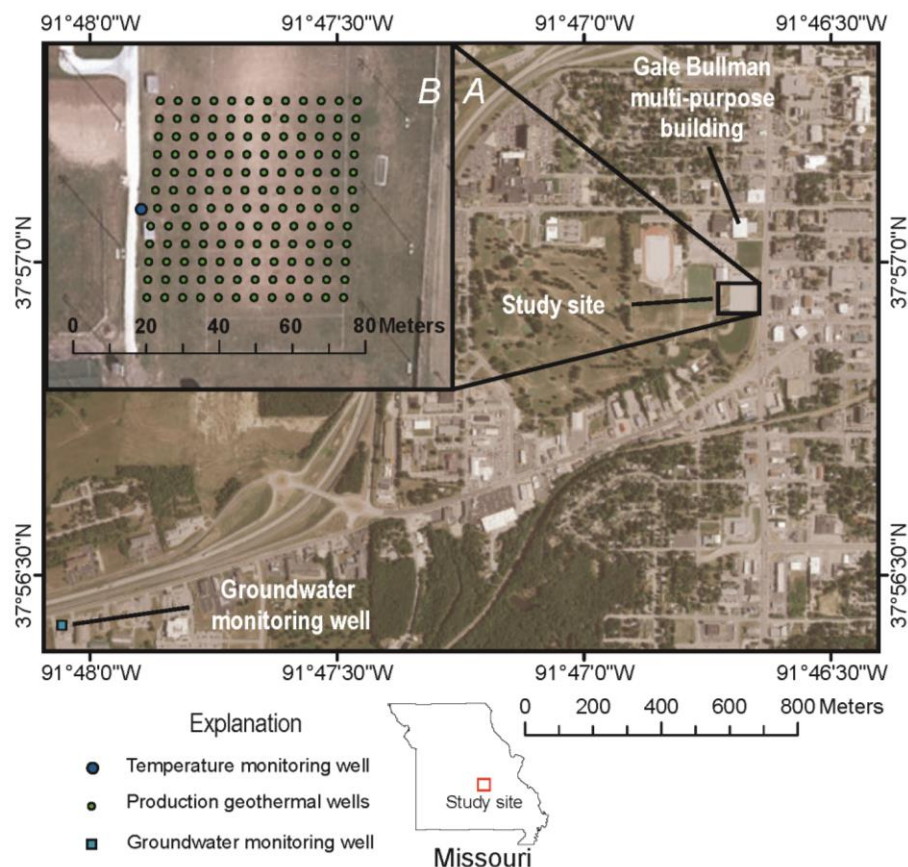 91°48'0"W 91°47'30"W 91°47'0"W 91°46'30"W
B A
Gale Bullman
multi-purpose
building
37°57'0"N
37°57'0"N
Study site
0 20 40 60 80 Meters
37°56'30"N
37°56'30"N
Groundwater
monitoring well
91°48'0"W 91°47'30"W 91°47'0"W 91°46'30"W
0 200 400 600 800 Meters
Explanation
Temperature monitoring well
Production geothermal wells
Groundwater monitoring well
Study site
Missouri